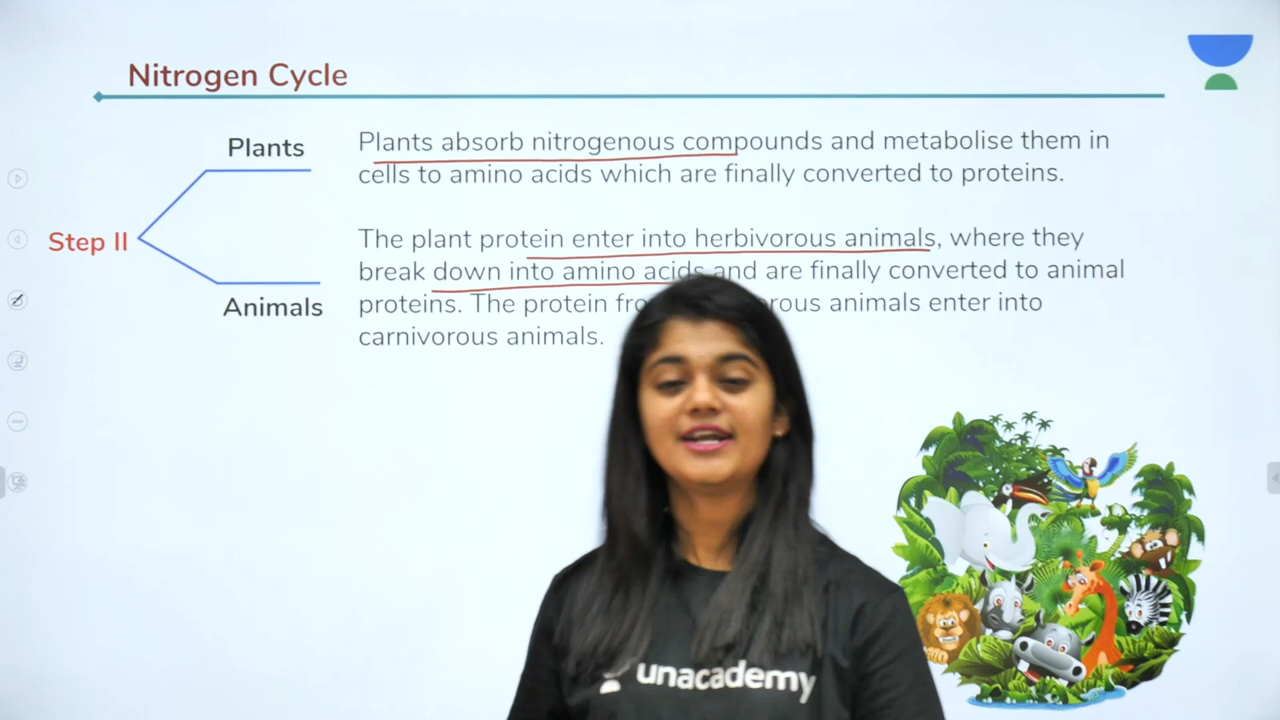 Nitrogen Cycle
Plants
Plants absorb nitrogenous compounds and metabolise them in
cells to amino acids which are finally converted to proteins.
Step II
The plant protein enter into herbivorous animals, where they
break down into amino acids and are finally converted to animal
Animals
proteins. The protein animals enter into
carnivorous animals.
unacademy